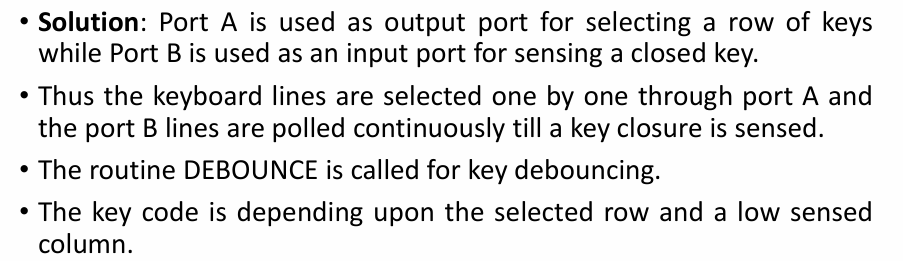 • Solution: Port A is used as output port for selecting a row of keys
while Port B is used as an input port for sensing a closed key.
• Thus the keyboard lines are selected one by one through port A and
the port B lines are polled continuously till a key closure is sensed.
• The routine DEBOUNCE is called for key debouncing.
• The key code is depending upon the selected row and a low sensed
column.